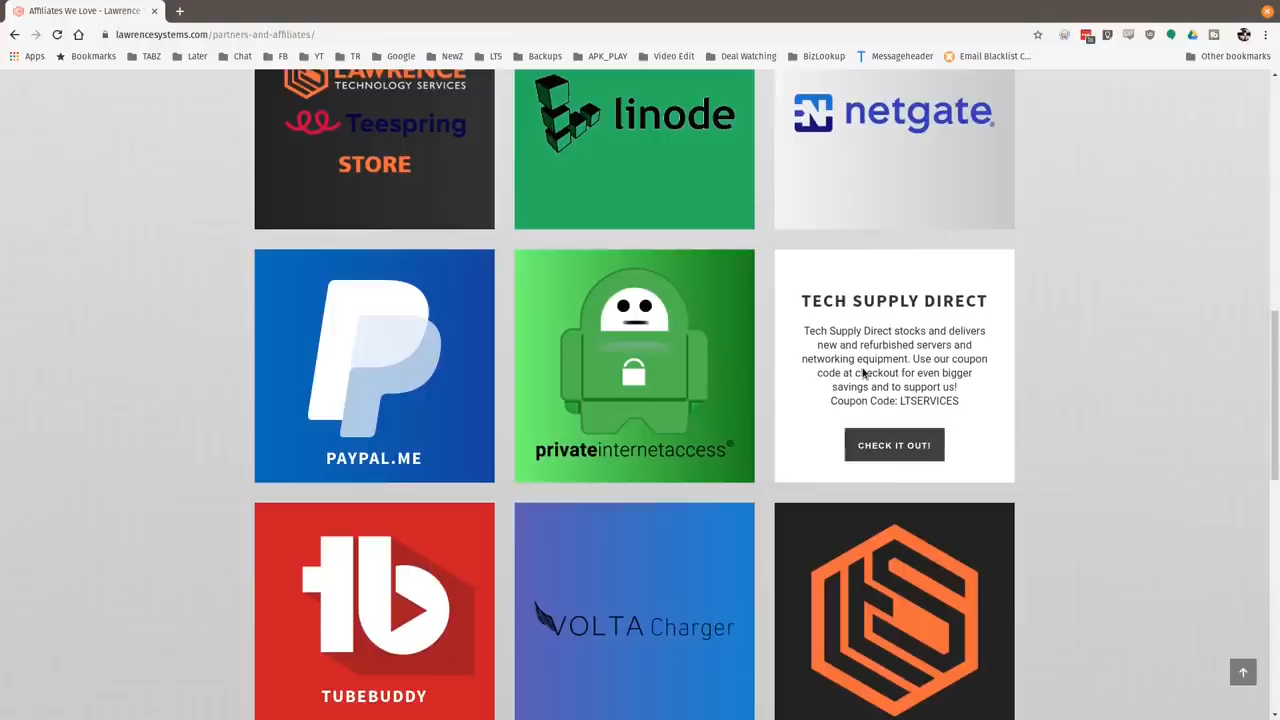 Affiliates We Love - Lawrence
lawrencesystems.com/partners-and-affiliates/
Apps Bookmarks TABZ Later Chat FB YT TR Google NewZ LTS Backups APK_PLAY Video Edit Deal Watching BizLookup Messageheader Email Blacklist C... Other bookmarks
LAWRENCE
TECHNOLOGY SERVICES
Teespring
STORE
linode
netgate
PAYPAL.ME
privateinternetaccess®
TECH SUPPLY DIRECT
Tech Supply Direct stocks and delivers
new and refurbished servers and
networking equipment. Use our coupon
code at checkout for even bigger
savings and to support us!
Coupon Code: LTSERVICES
CHECK IT OUT!
tb
TUBEBUDDY
VOLTA Charger